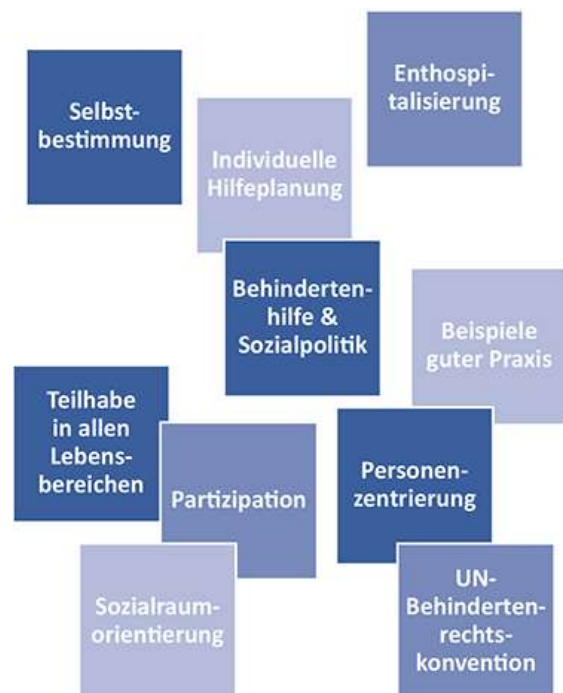 Enthospi-
talisierung
Selbst-
bestimmung
Individuelle
Hilfeplanung
Behinderten-
hilfe &
Sozialpolitik
Beispiele
guter Praxis
Teilhabe
in allen
Lebens-
bereichen
Partizipation
Personen-
zentrierung
Sozialraum-
orientierung
UN-
Behinderten-
rechts-
konvention